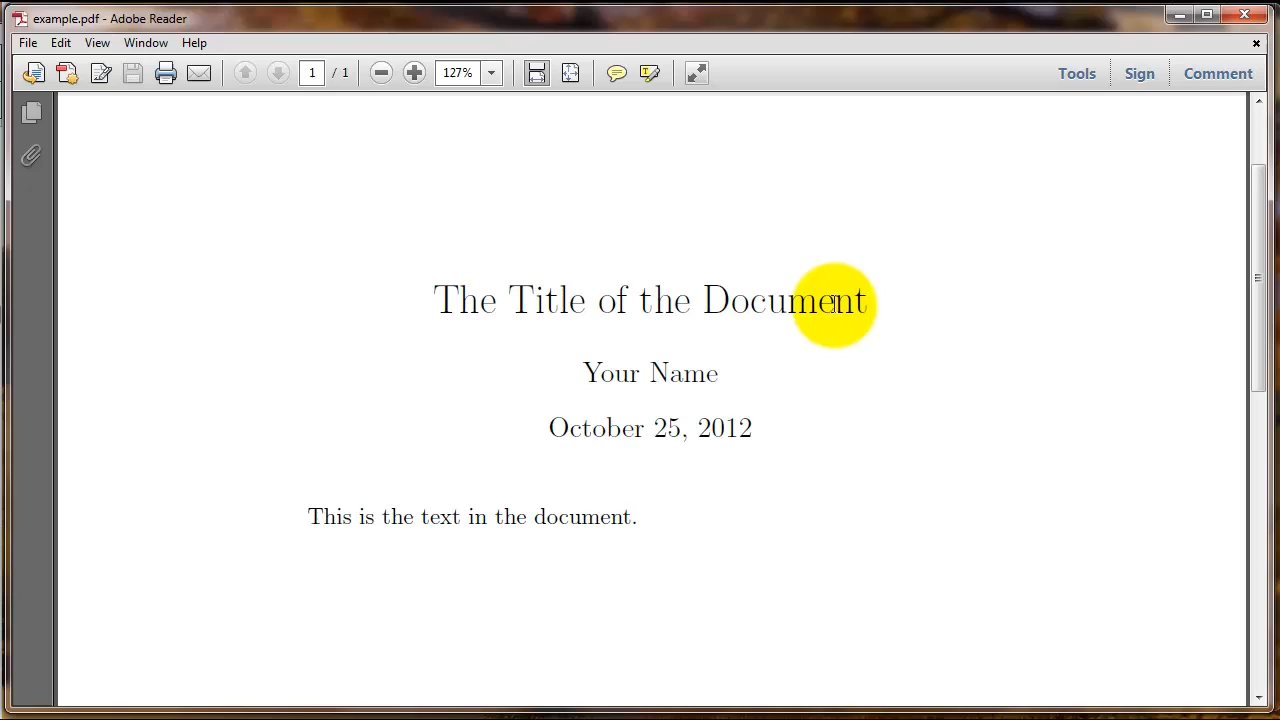 example.pdf - Adobe Reader
File Edit View Window Help
1 / 1 127% Tools Sign Comment
The Title of the Document
Your Name
October 25, 2012
This is the text in the document.